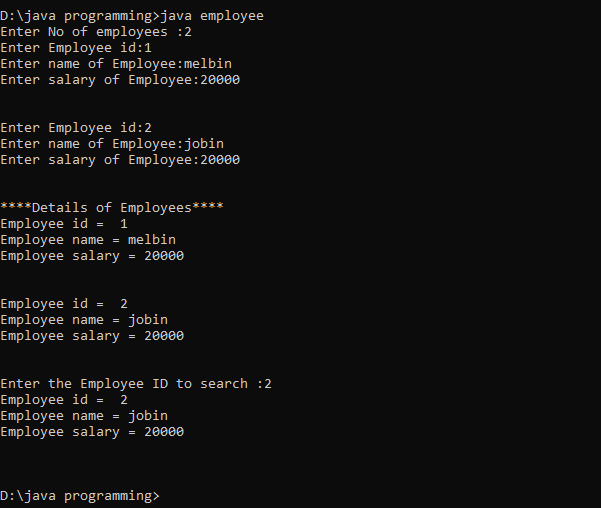 D:\java programming>java employee
Enter No of employees :2
Enter Employee id:1
Enter name of Employee:melbin
Enter salary of Employee:20000
Enter Employee id:2
Enter name of Employee:jobin
Enter salary of Employee:20000
****Details of Employees****
Employee id =  1
Employee name = melbin
Employee salary = 20000
Employee id =  2
Employee name = jobin
Employee salary = 20000
Enter the Employee ID to search :2
Employee id =  2
Employee name = jobin
Employee salary = 20000
D:\java programming>